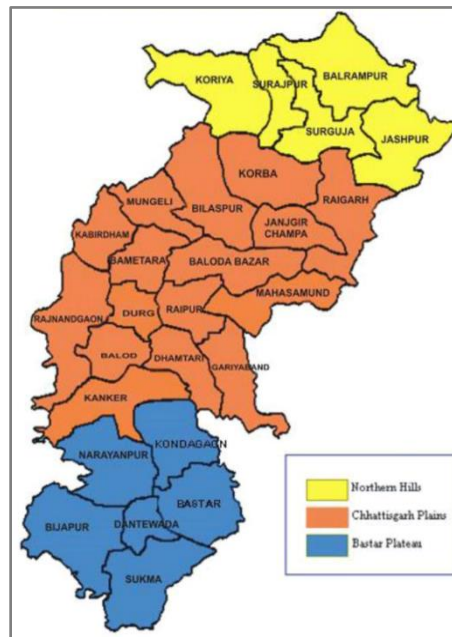 KORIYA
SURAJPUR
BALRAMPUR
SURGUJA
JASHPUR
KORBA
RAIGARH
MUNGELI
BILASPUR
JANJGIR
CHAMPA
KABIRDHAM
BAMETARA
BALODA BAZAR
MAHASAMUND
RAJNANDGAON
DURG
RAIPUR
BALOD
DHAMTARI
GARIYABAND
KANKER
KONDAGAON
NARAYANPUR
BASTAR
BIJAPUR
DANTEWADA
SUKMA
Northern Hills
Chhattisgarh Plains
Bastar Plateau